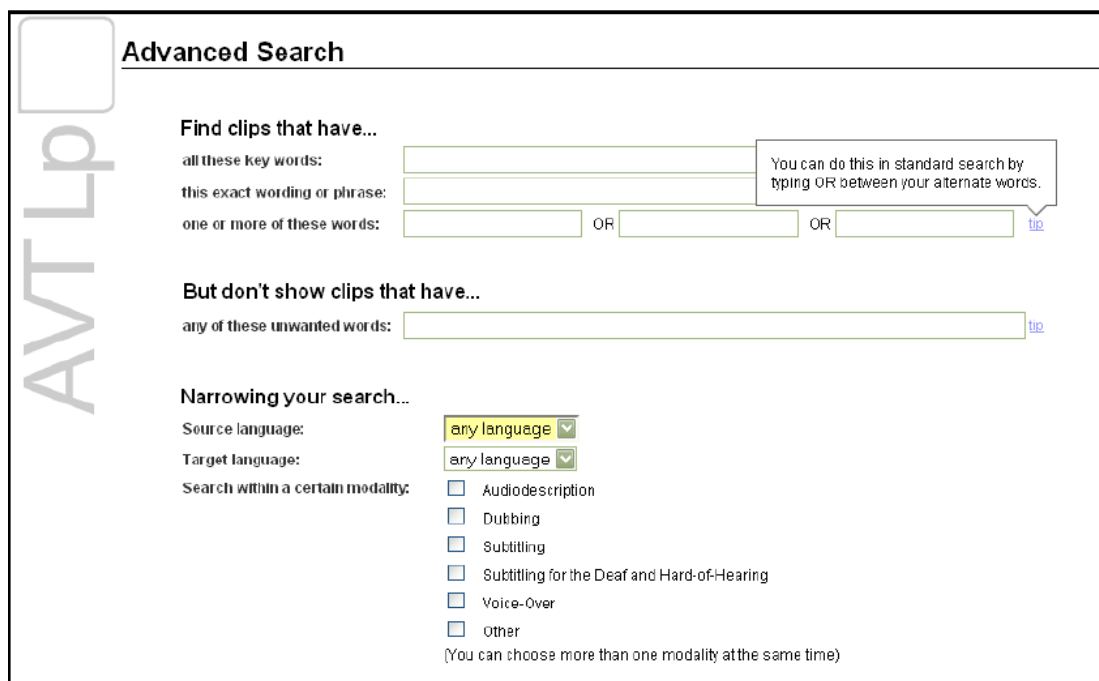 AVT Lp
Advanced Search
Find clips that have...
all these key words:
You can do this in standard search by
typing OR between your alternate words.
this exact wording or phrase:
one or more of these words: OR OR tip
But don't show clips that have...
any of these unwanted words: tip
Narrowing your search...
Source language: any language
Target language: any language
Search within a certain modality: Audiodescription
Dubbing
Subtitling
Subtitling for the Deaf and Hard-of-Hearing
Voice-Over
Other
(You can choose more than one modality at the same time)